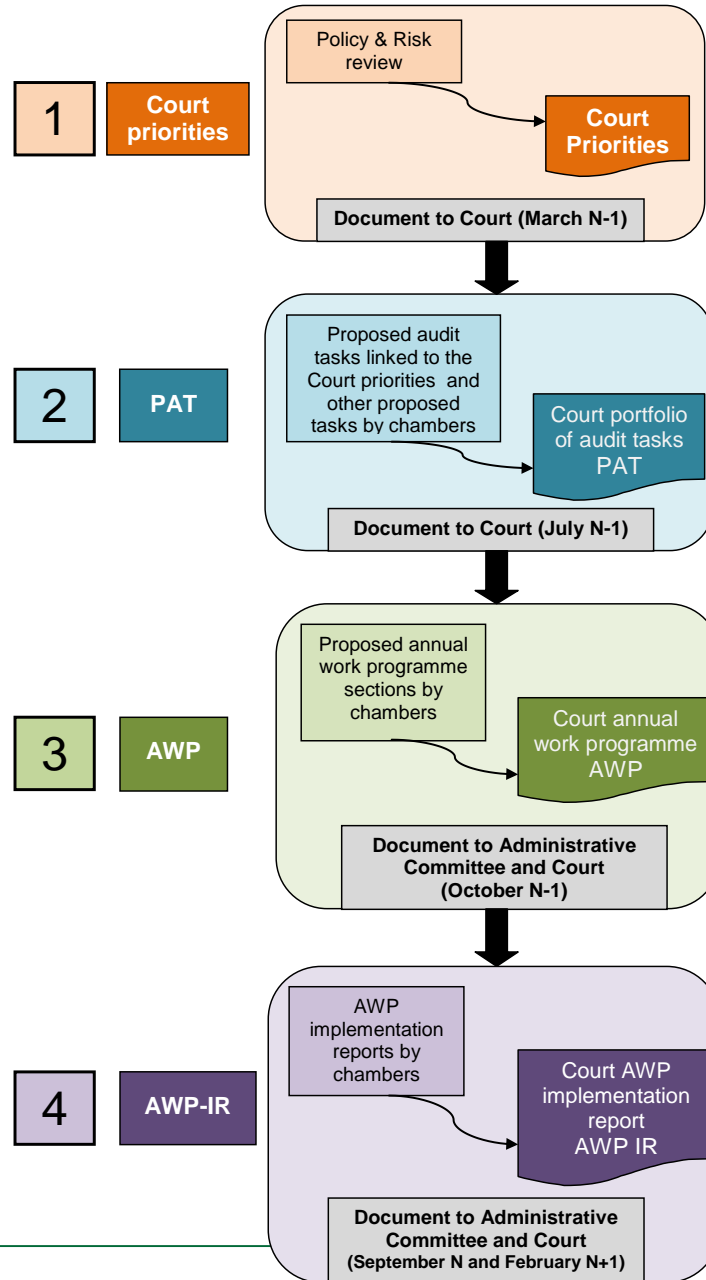 1
Court
priorities
Policy & Risk
review
Court
Priorities
Document to Court (March N-1)
2
PAT
Proposed audit
tasks linked to the
Court priorities and
other proposed
tasks by chambers
Court portfolio
of audit tasks
PAT
Document to Court (July N-1)
3
AWP
Proposed annual
work programme
sections by
chambers
Court annual
work programme
AWP
Document to Administrative
Committee and Court
(October N-1)
4
AWP-IR
AWP
implementation
reports by
chambers
Court AWP
implementation
report
AWP IR
Document to Administrative
Committee and Court
(September N and February N+1)